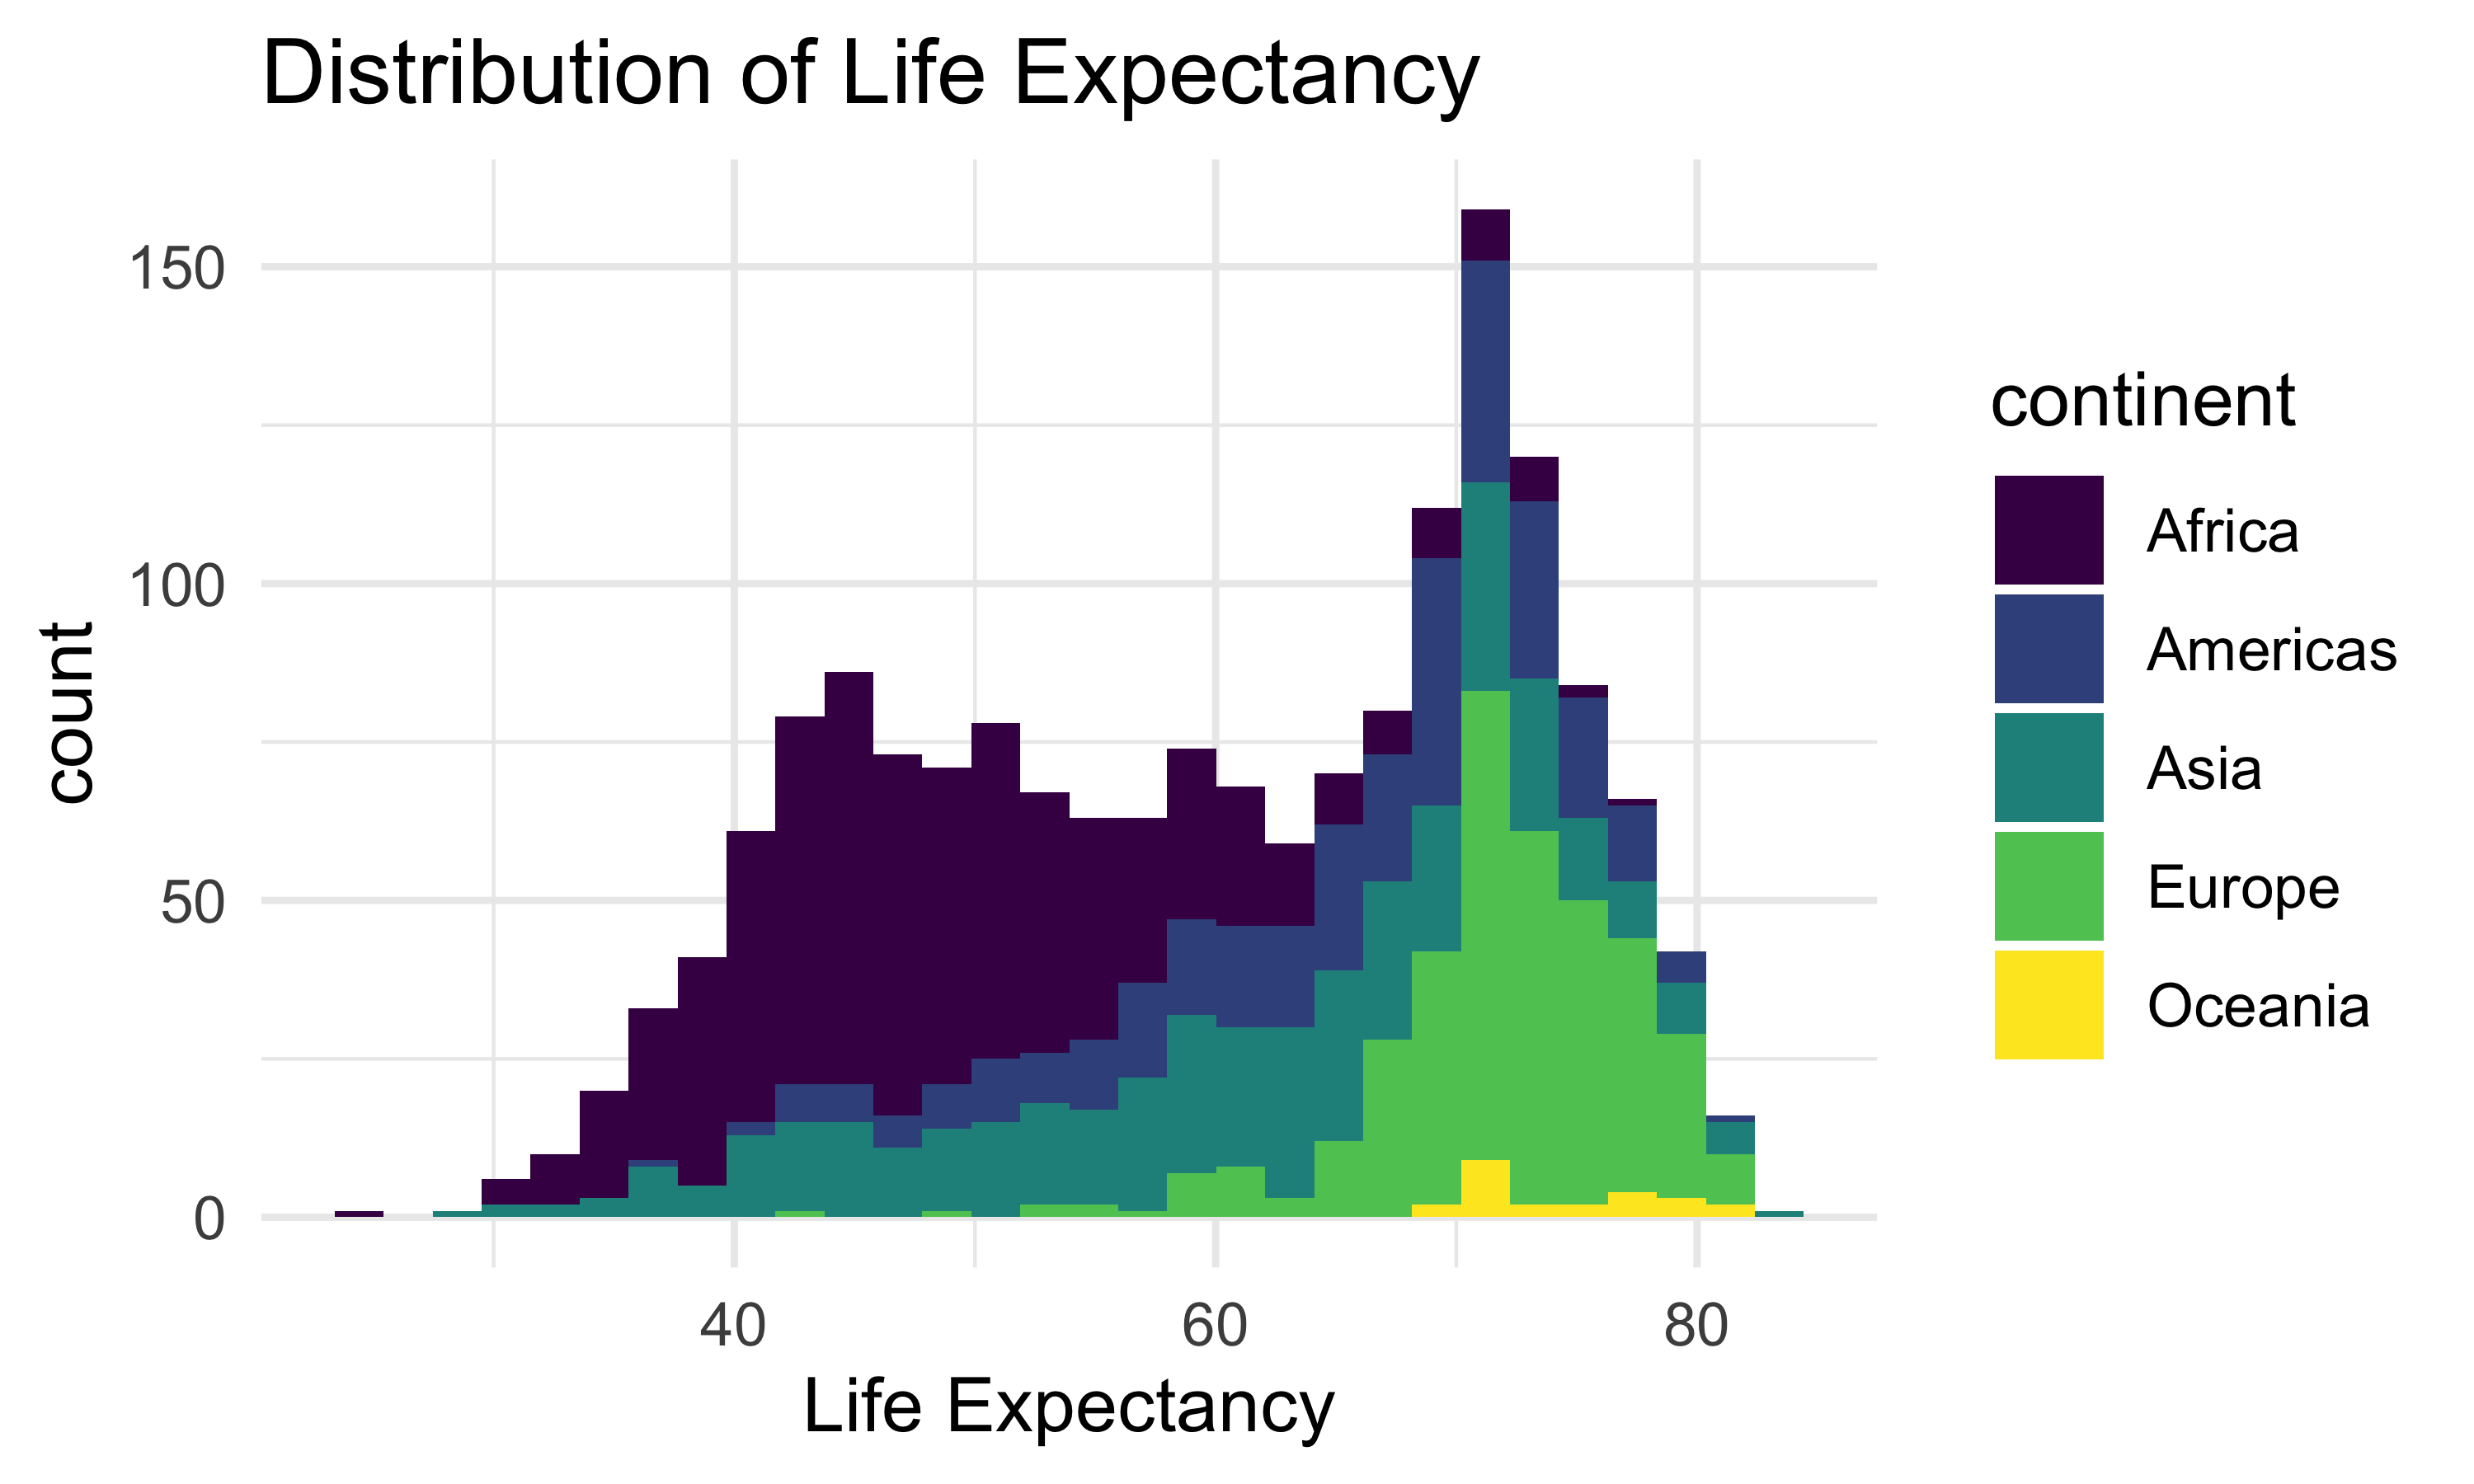 Distribution of Life Expectancy
150
100
50
0
count
40 60 80
Life Expectancy
continent
Africa
Americas
Asia
Europe
Oceania